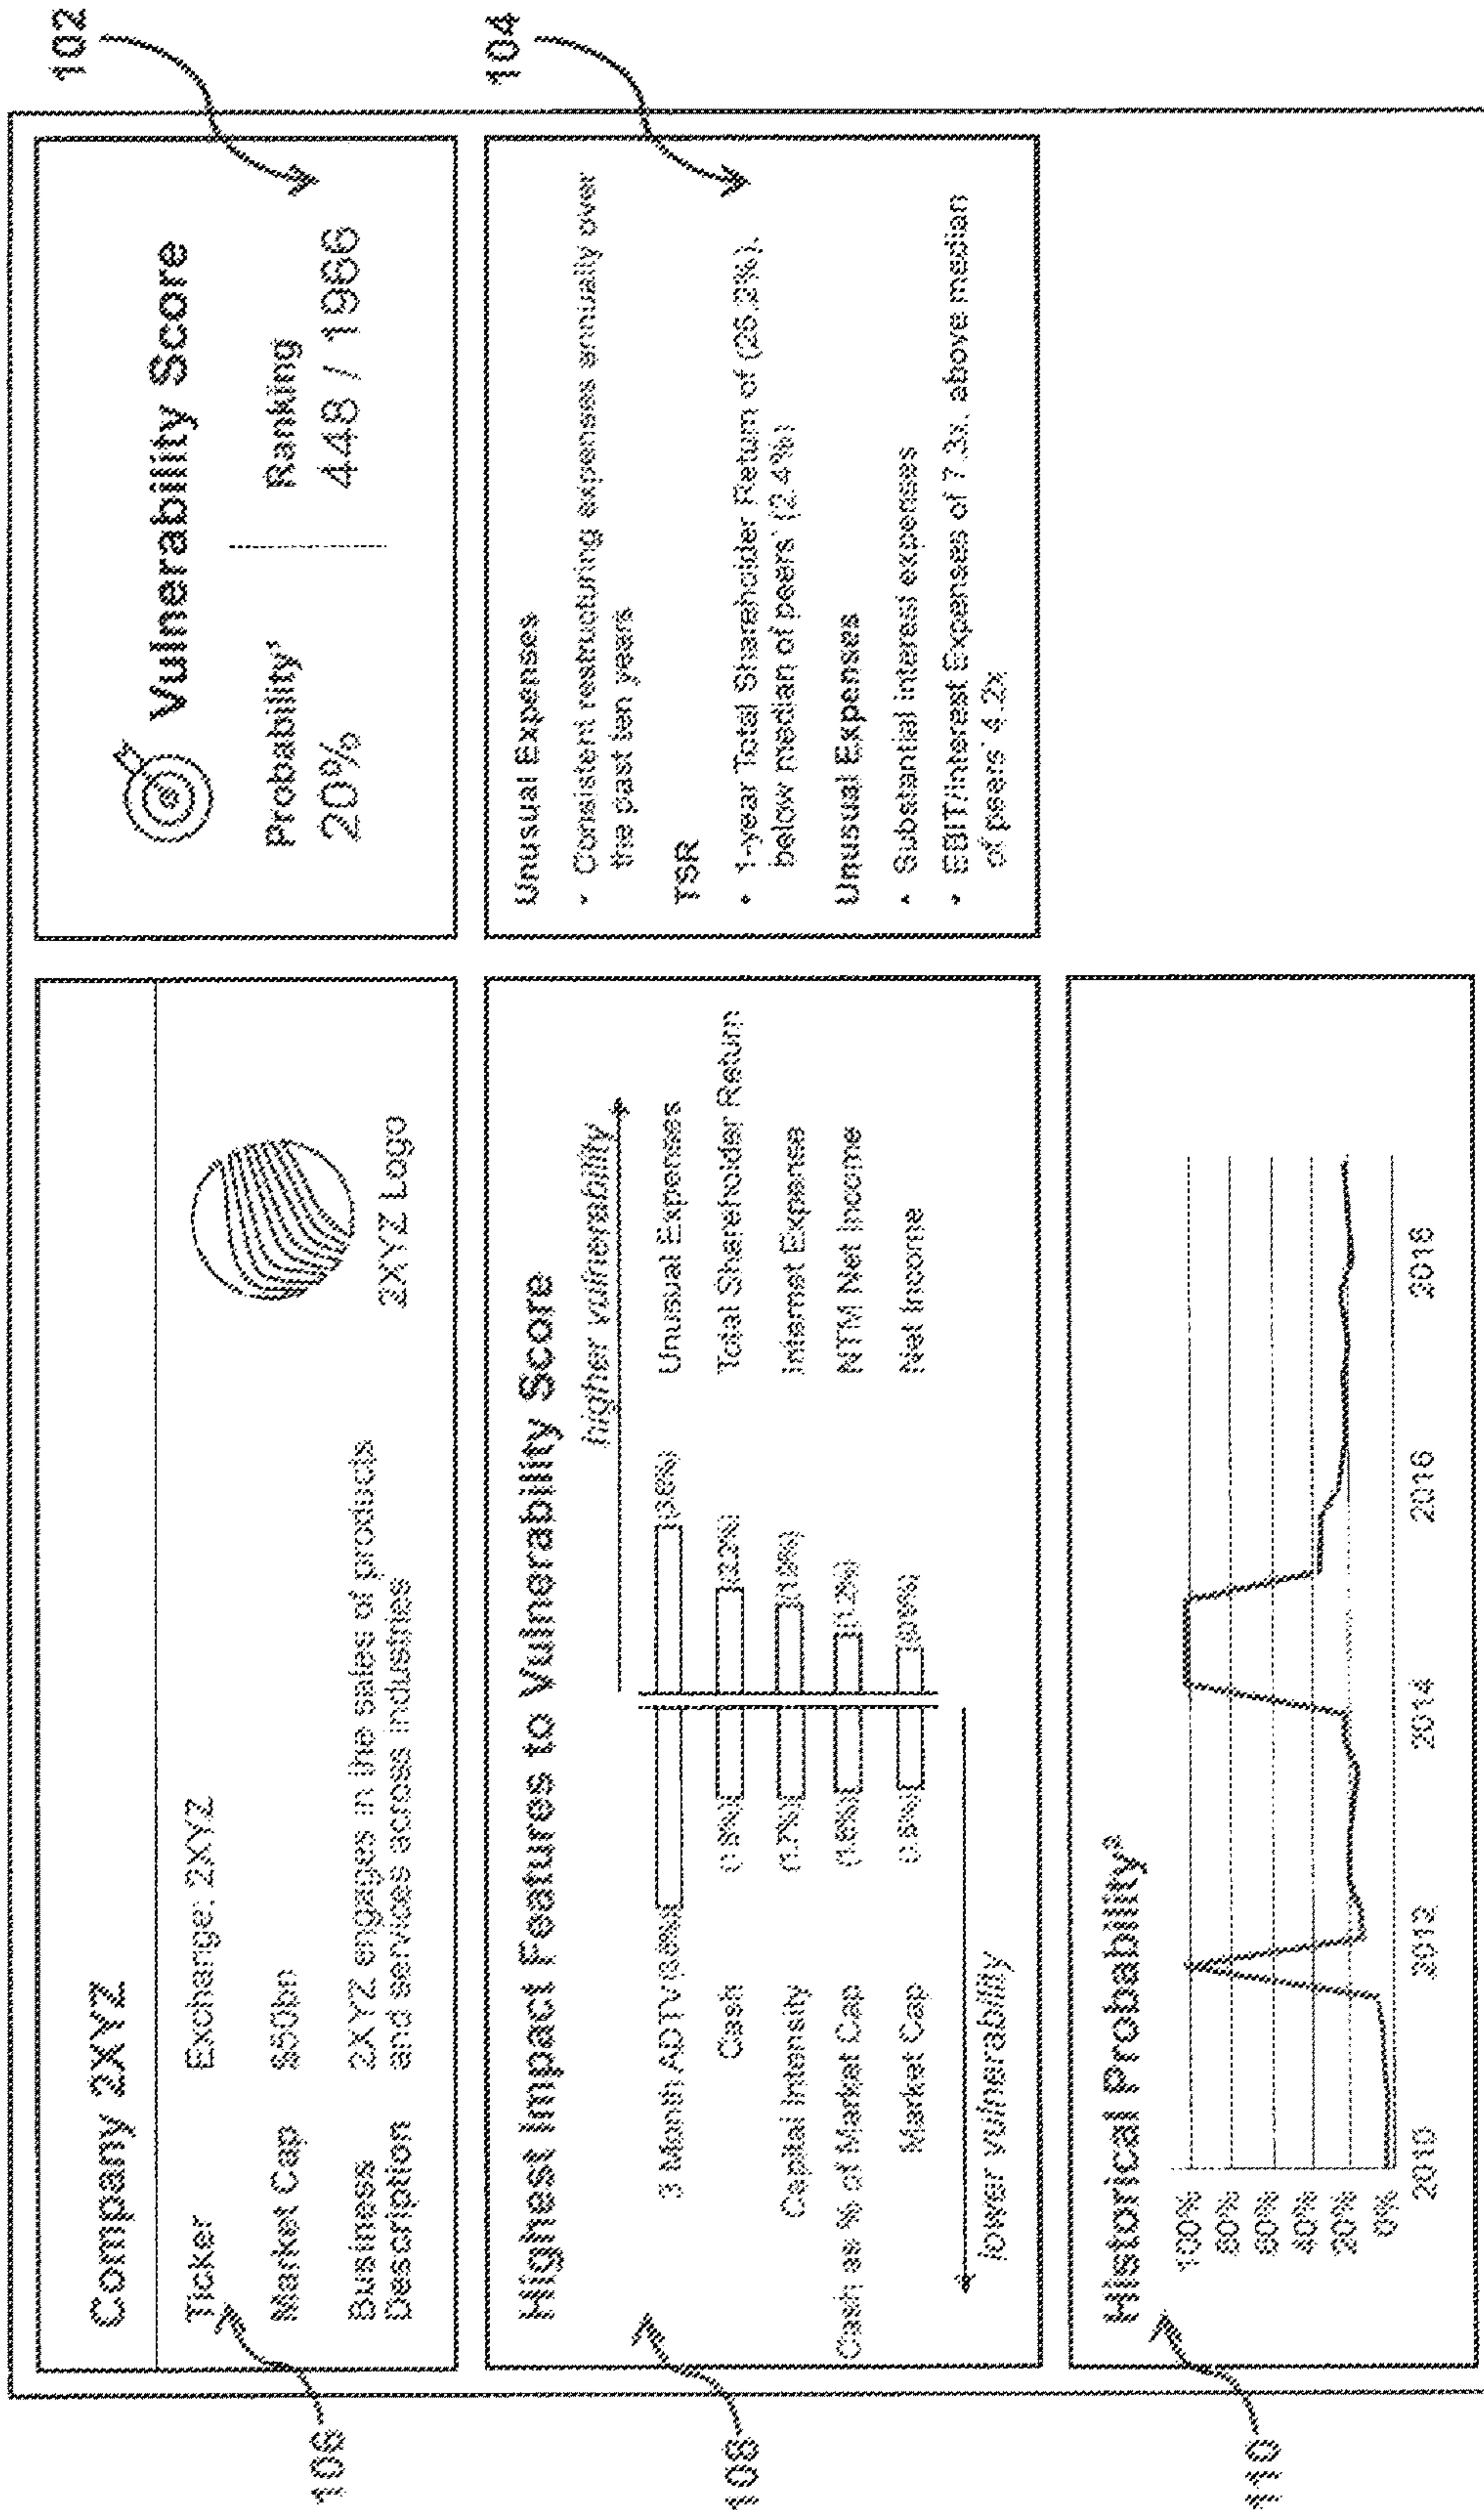 102
104
106
108
110
Company 2XYZ
Ticker Exchange: 2XYZ
Market Cap $50bn
Business 2XYZ engages in the sales of products
Description and services across industries
2XYZ Logo
Vulnerability Score
Probability¹ Ranking
20% 448 / 1966
Highest Impact Features to Vulnerability Score
higher vulnerability
3 Month ADTV Unusual Expenses
Cash (1.8%) Total Shareholder Return
Capital Intensity (1.7%) Interest Expense
Cash as % of Market Cap NTM Net Income
Market Cap Net Income
lower vulnerability
Unusual Expenses
• Consistent restructuring expenses annually over
the past ten years
TSR
• 1-year Total Shareholder Return of
below median of peers' (2.4%)
Unusual Expenses
• Substantial interest expenses
• EBIT/Interest Expenses of 7.3x, above median
of peers' 4.2x
Historical Probability²
100%
80%
60%
40%
20%
0%
2010 2012 2014 2016 2018